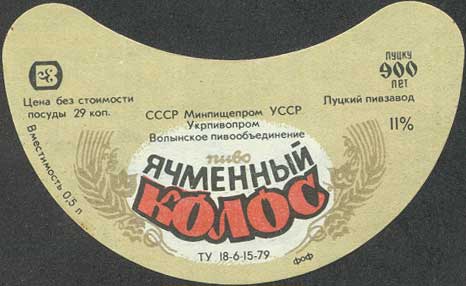 Цена без стоимости
посуды 29 коп.
Вместимость 0,5 л
СССР Минпищепром УССР
Укрпивопром
Волынское пивообъединение
ЛУЦКУ
900
ЛЕТ
Луцкий пивзавод
11%
пиво
ЯЧМЕННЫЙ
КОЛОС
ТУ 18-6-15-79
фоф